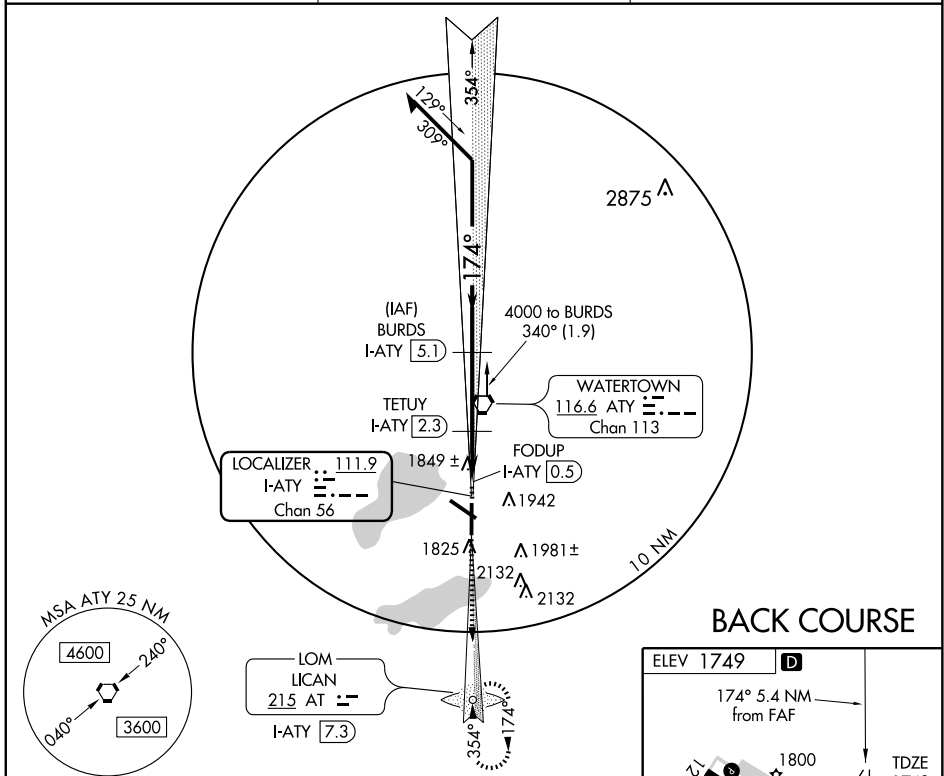 354°
129°
309°
2875
174°
(IAF)
BURDS
I-ATY 5.1
4000 to BURDS
340° (1.9)
WATERTOWN
116.6 ATY
Chan 113
TETUY
I-ATY 2.3
FODUP
I-ATY 0.5
1849 ±
LOCALIZER 111.9
I-ATY
Chan 56
1942
1825
1981±
2132
2132
10 NM
MSA ATY 25 NM
4600
240°
040°
3600
LOM
LICAN
215 AT
I-ATY 7.3
354°
174°
BACK COURSE
ELEV 1749 D
174° 5.4 NM
from FAF
1800
TDZE
12
P